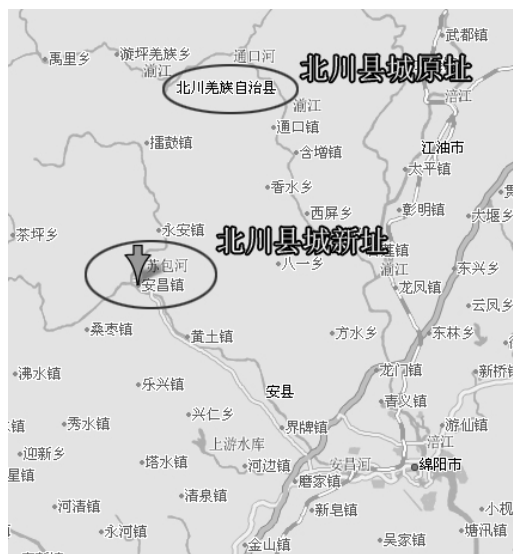 武都镇
禹里乡
漩坪羌族乡
通口河
湔江
北川县城原址
北川羌族自治县
涪江
湔江
通口镇
擂鼓镇
含增镇
江油市
太平镇
香水乡
西屏乡
彰明镇
大堰乡
茶坪乡
永安镇
北川县城新址
苏包河
八一乡
湔江
东兴乡
安昌镇
龙凤镇
云凤乡
桑枣镇
黄土镇
方水乡
东林乡
沸水镇
乐兴镇
安县
龙门镇
新桥镇
青义镇
秀水镇
兴仁乡
界牌镇
游仙镇
迎新乡
上游水库
涪江
塔水镇
河边镇
安昌河
绵阳市
星镇
磨家镇
河清镇
清泉镇
新皂镇
小枧
永河镇
吴家镇
塘汛镇
金山镇